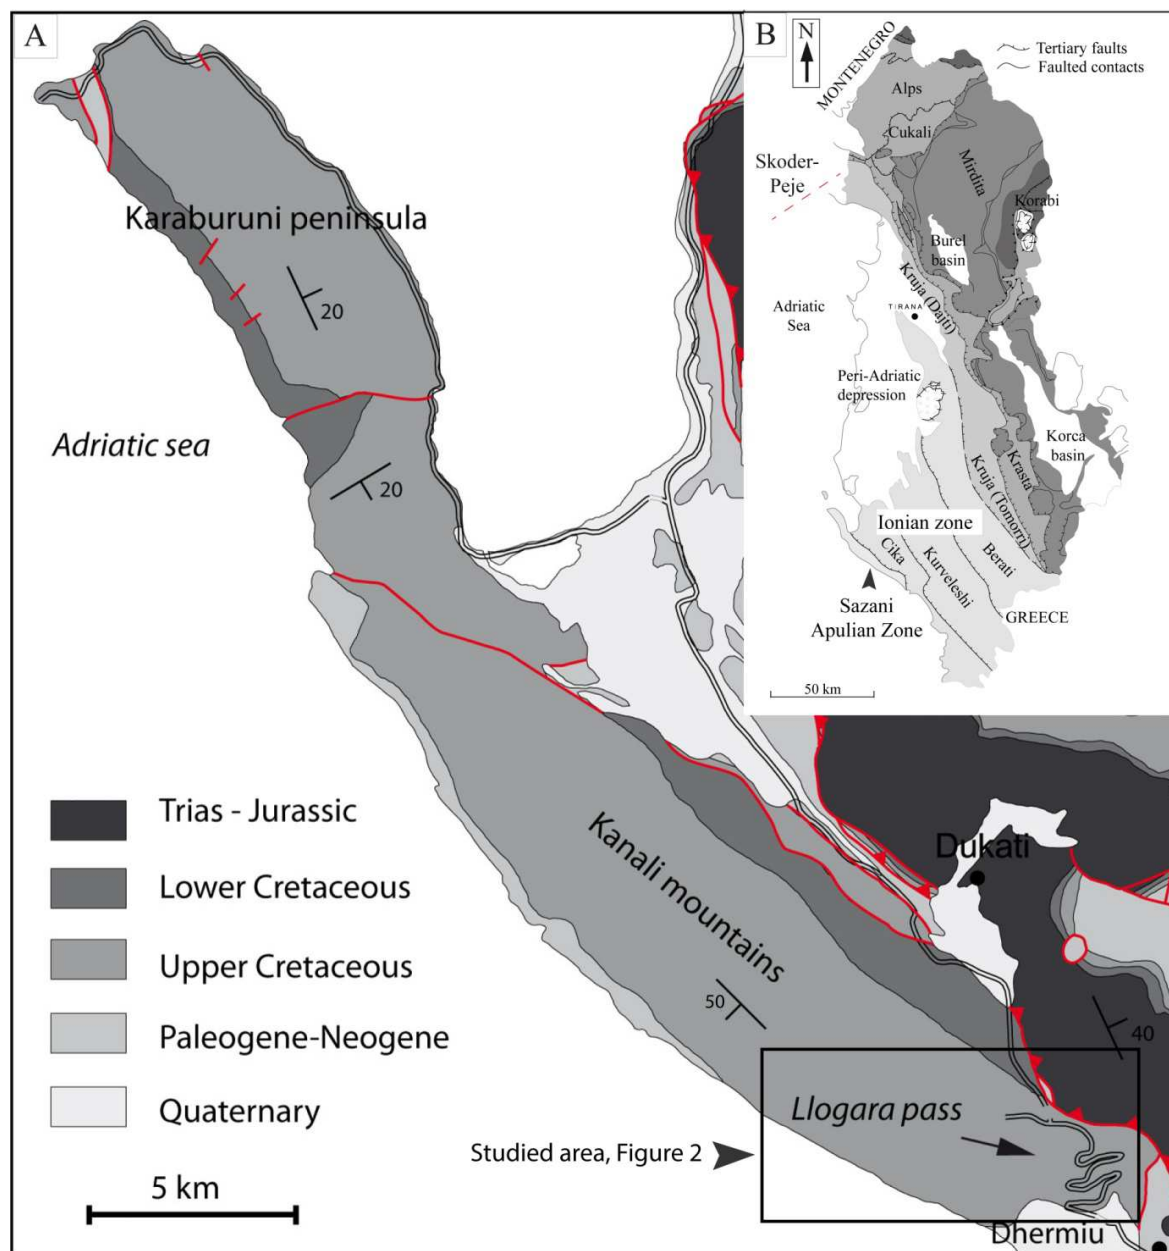 A
Karaburuni peninsula
20
Adriatic sea
20
Kanali mountains
50
Dukati
40
Llogara pass
Studied area, Figure 2
Dhermiu
Trias - Jurassic
Lower Cretaceous
Upper Cretaceous
Paleogene-Neogene
Quaternary
5 km
B
N
MONTENEGRO
Tertiary faults
Faulted contacts
Alps
Cukali
Skoder-
Peje
Mirdita
Korabi
Burel
basin
Kruja (Dajti)
TIRANA
Adriatic
Sea
Peri-Adriatic
depression
Korca
basin
Krasta
Kruja (Tomorri)
Ionian zone
Cika
Kurveleshi
Berati
Sazani
Apulian Zone
GREECE
50 km